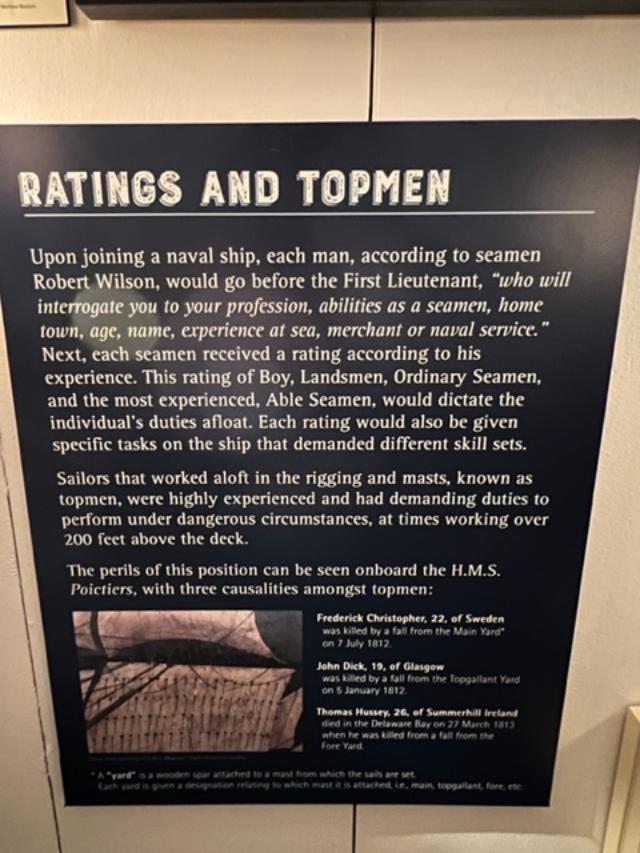 RATINGS AND TOPMEN
Upon joining a naval ship, each man, according to seamen
Robert Wilson, would go before the First Lieutenant, "who will
interrogate you to your profession, abilities as a seamen, home
town, age, name, experience at sea, merchant or naval service."
Next, each seamen received a rating according to his
experience. This rating of Boy, Landsmen, Ordinary Seamen,
and the most experienced, Able Seamen, would dictate the
individual's duties afloat. Each rating would also be given
specific tasks on the ship that demanded different skill sets.
Sailors that worked aloft in the rigging and masts, known as
topmen, were highly experienced and had demanding duties to
perform under dangerous circumstances, at times working over
200 feet above the deck.
The perils of this position can be seen onboard the H.M.S.
Poictiers, with three causalities amongst topmen:
Frederick Christopher, 22, of Sweden
was killed by a fall from the Main Yard*
on 7 July 1812.
John Dick, 19, of Glasgow
was killed by a fall from the Topgallant Yard
on 5 January 1812.
Thomas Hussey, 26, of Summerhill Ireland
died in the Delaware Bay on 27 March 1813
when he was killed from a fall from the
Fore Yard.
* A "yard" is a wooden spar attached to a mast from which the sails are set.
Each yard is given a designation relating to which mast it is attached, i.e., main, topgallant, fore, etc.